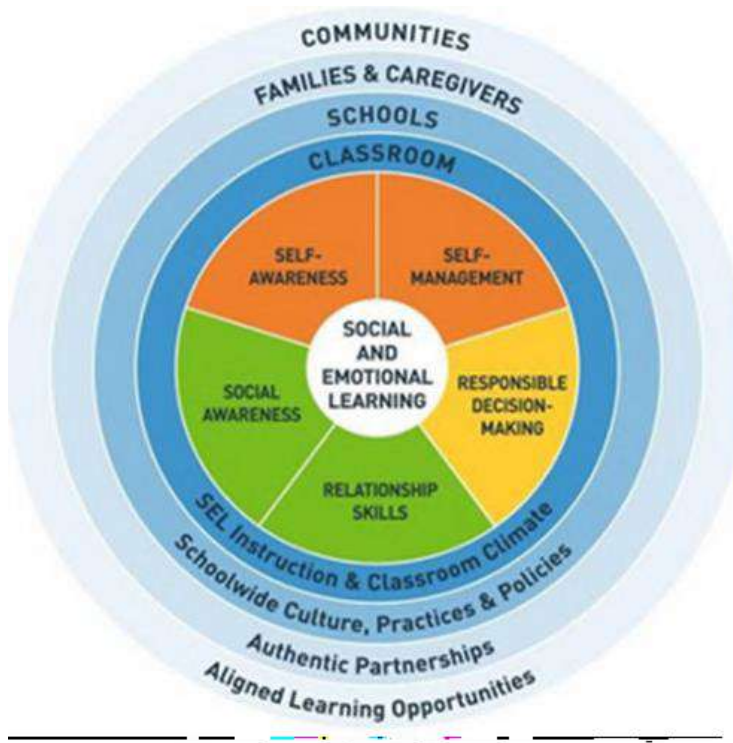 COMMUNITIES
FAMILIES & CAREGIVERS
SCHOOLS
CLASSROOM
SELF-
AWARENESS
SELF-
MANAGEMENT
SOCIAL
AND
EMOTIONAL
LEARNING
SOCIAL
AWARENESS
RESPONSIBLE
DECISION-
MAKING
RELATIONSHIP
SKILLS
SEL Instruction & Classroom Climate
Schoolwide Culture, Practices & Policies
Authentic Partnerships
Aligned Learning Opportunities